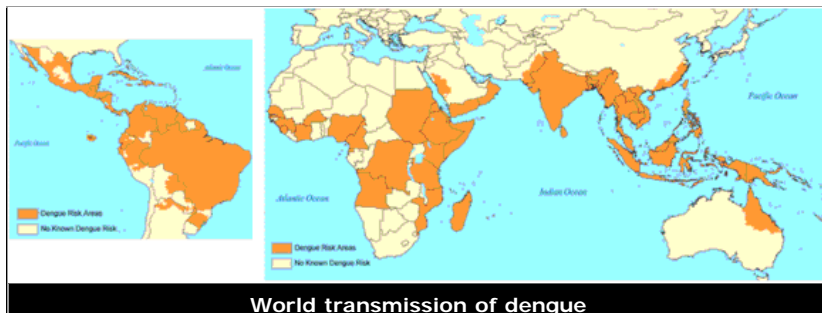 Atlantic Ocean
Pacific Ocean
Dengue Risk Areas
No Known Dengue Risk
Pacific Ocean
Atlantic Ocean
Indian Ocean
Dengue Risk Areas
No Known Dengue Risk
World transmission of dengue